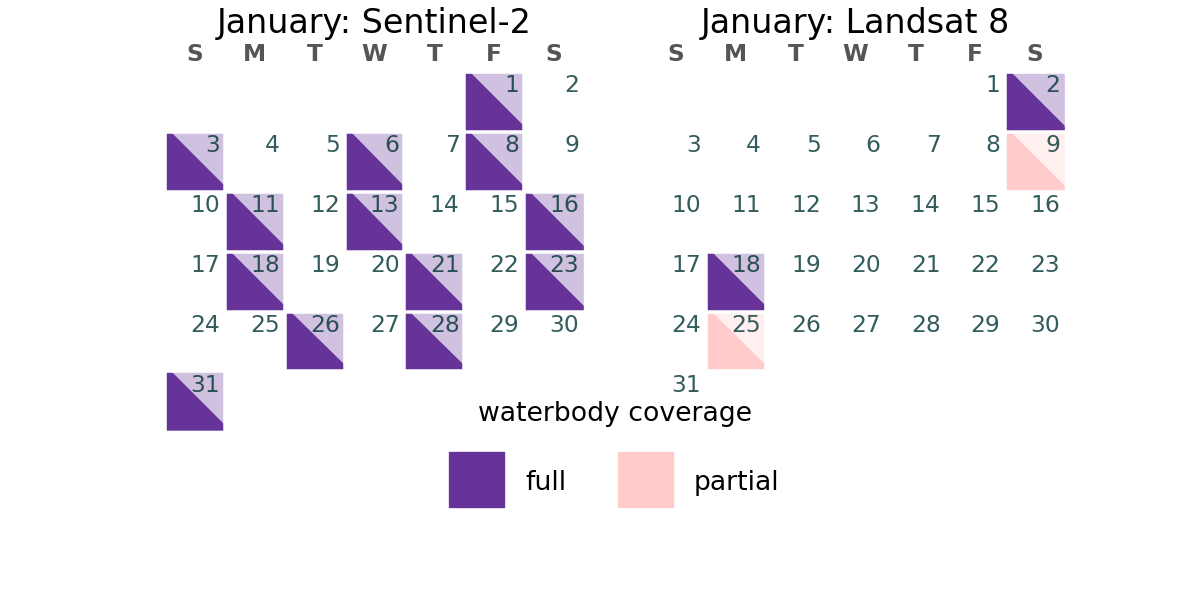 January: Sentinel-2
S M T W T F S
1 2
3 4 5 6 7 8 9
10 11 12 13 14 15 16
17 18 19 20 21 22 23
24 25 26 27 28 29 30
31
January: Landsat 8
S M T W T F S
1 2
3 4 5 6 7 8 9
10 11 12 13 14 15 16
17 18 19 20 21 22 23
24 25 26 27 28 29 30
31
waterbody coverage
full partial